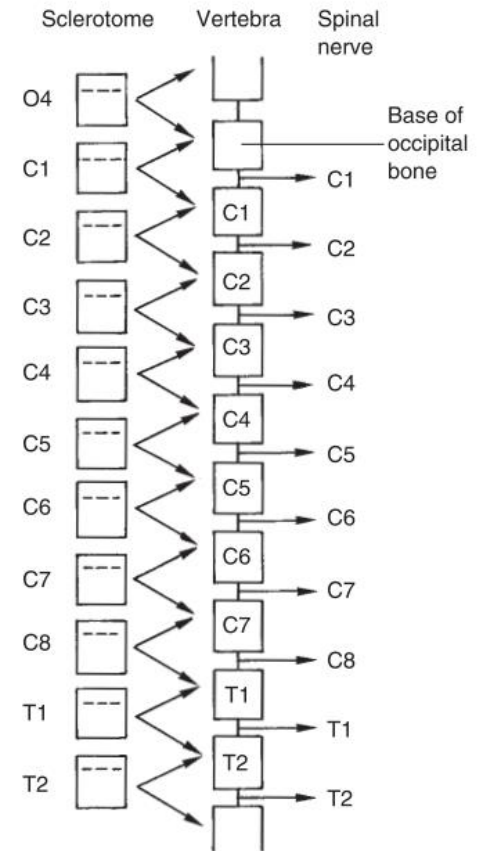 Sclerotome Vertebra Spinal
nerve
O4
Base of
occipital
bone
C1 C1
C1
C2 C2
C2
C3 C3
C3
C4 C4
C4
C5 C5
C5
C6 C6
C6
C7 C7
C7
C8 C8
T1
T1 T1
T2
T2 T2